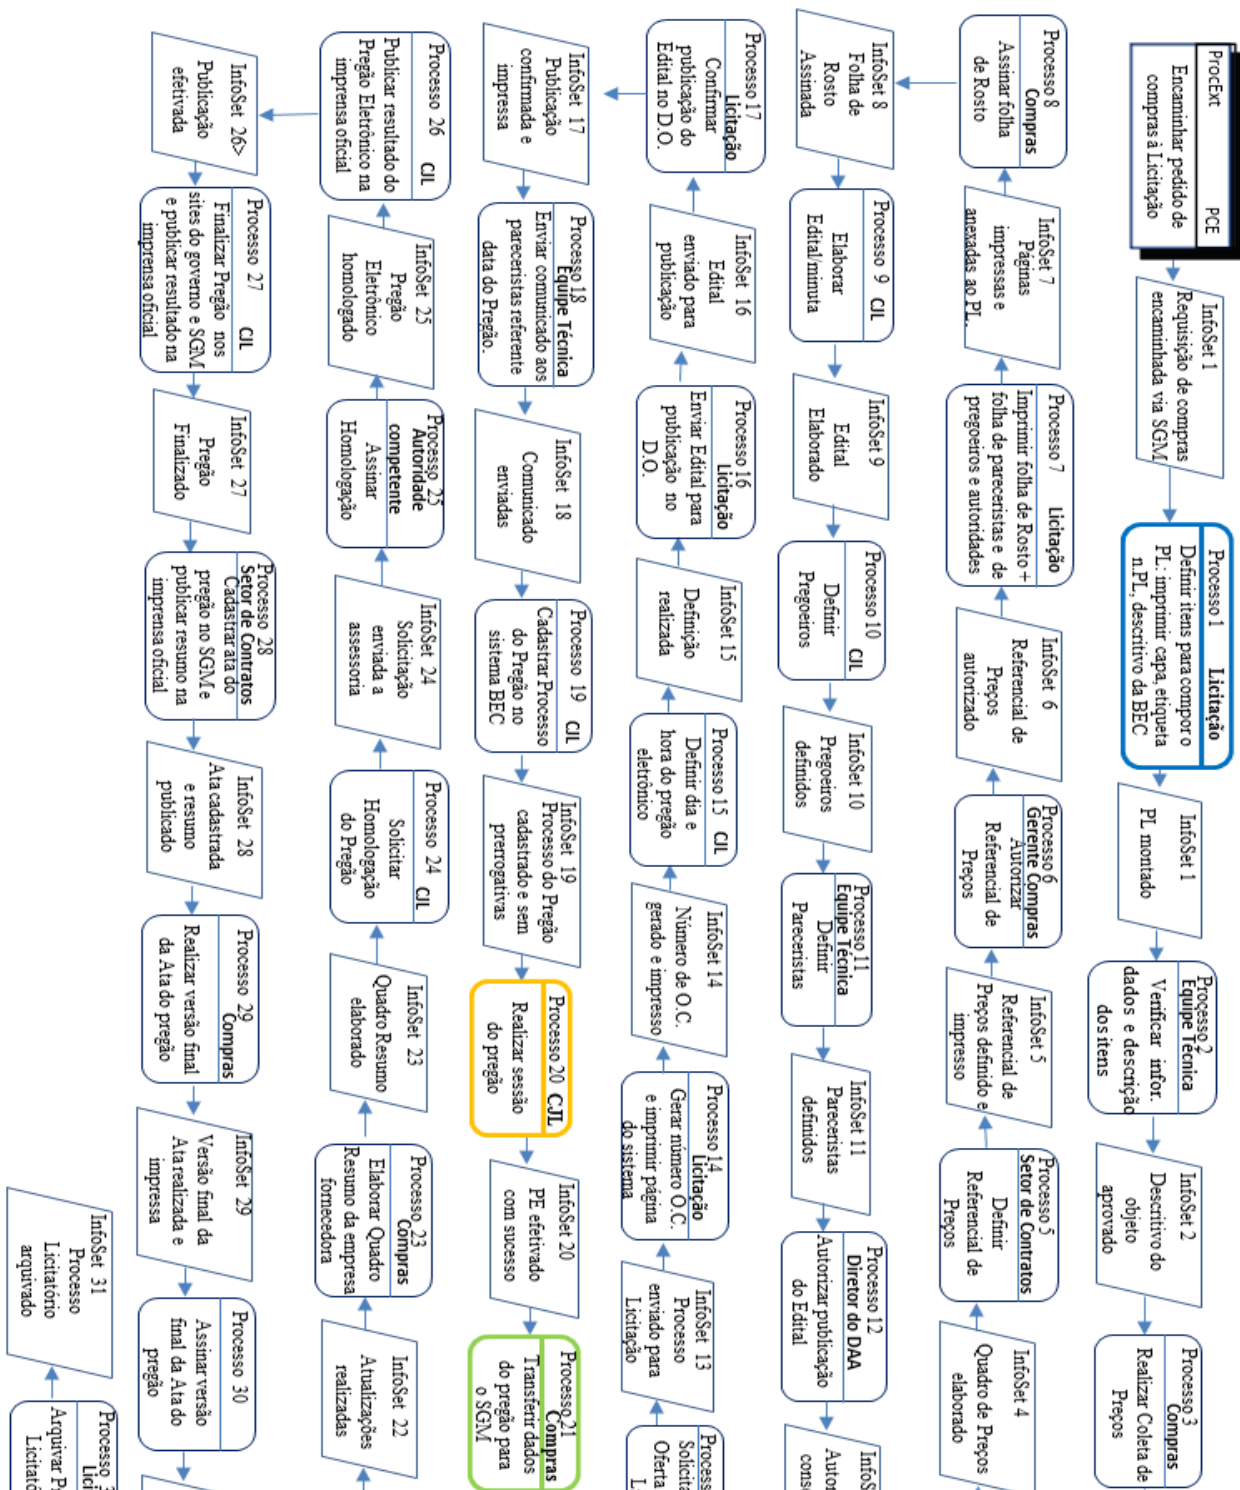 ProcExt PCE
Encaminhar pedido de
compras à Licitação
InfoSet 1
Requisição de compras
encaminhada via SGM
Processo 1 Licitação
Definir itens para compor o
PL: imprimir capa, etiqueta
n.PL, descritivo da BEC
InfoSet 1
PL montado
Processo 2
Equipe Técnica
Verificar infor.
dados e descrição
dos itens
InfoSet 2
Descritivo do
objeto
aprovado
Processo 3
Compras
Realizar Coleta de
Preços
InfoSet 4
Quadro de Preços
elaborado
Processo 5
Setor de Contratos
Definir
Referencial de
Preços
InfoSet 5
Referencial de
Preços definido e
impresso
Processo 6
Gerente Compras
Autorizar
Referencial de
Preços
InfoSet 6
Referencial de
Preços
autorizado
Processo 7 Licitação
Imprimir folha de Rosto +
folha de pareceristas e de
pregoeiros e autoridades
InfoSet 7
Páginas
impressas e
anexadas ao PL.
Processo 8
Compras
Assinar folha
de Rosto
InfoSet 8
Folha de
Rosto
Assinada
Processo 9 CJL
Elaborar
Edital/minuta
InfoSet 9
Edital
Elaborado
Processo 10
CJL
Definir
Pregoeiros
InfoSet 10
Pregoeiros
definidos
Processo 11
Equipe Técnica
Definir
Pareceristas
InfoSet 11
Pareceristas
definidos
Processo 12
Diretor do DAA
Autorizar publicação
do Edital
InfoS
Autor
conse
Process
Solicita
Oferta
L
InfoSet 13
Processo
enviado para
Licitação
Processo 14
Licitação
Gerar número O.C.
e imprimir página
do sistema
InfoSet 14
Número de O.C.
gerado e impresso
Processo 15 CJL
Definir dia e
hora do pregão
eletrônico
InfoSet 15
Definição
realizada
Processo 16
Licitação
Enviar Edital para
publicação no
D.O.
InfoSet 16
Edital
enviado para
publicação
Processo 17
Licitação
Confirmar
publicação do
Edital no D.O.
InfoSet 17
Publicação
confirmada e
impressa
Processo 18
Equipe Técnica
Enviar comunicado aos
pareceristas referente
data do Pregão.
InfoSet 18
Comunicado
enviadas
Processo 19 CJL
Cadastrar Processo
do Pregão no
sistema BEC
InfoSet 19
Processo do Pregão
cadastrado e sem
prerrogativas
Processo 20 CJL
Realizar sessão
do pregão
InfoSet 20
PE efetivado
com sucesso
Processo 21
Compras
Transferir dados
do pregão para
o SGM
InfoSet 22
Atualizações
realizadas
Processo 23
Compras
Elaborar Quadro
Resumo da empresa
fornecedora
InfoSet 23
Quadro Resumo
elaborado
Processo 24 CJL
Solicitar
Homologação
do Pregão
InfoSet 24
Solicitação
enviada a
assessoria
Processo 25
Autoridade
competente
Assinar
Homologação
InfoSet 25
Pregão
Eletrônico
homologado
Processo 26 CJL
Publicar resultado do
Pregão Eletrônico na
imprensa oficial
InfoSet 26>
Publicação
efetivada
Processo 27 CJL
Finalizar Pregão nos
sites do governo e SGM
e publicar resultado na
imprensa oficial
InfoSet 27
Pregão
Finalizado
Processo 28
Setor de Contratos
Cadastrar ata do
pregão no SGM e
publicar resumo na
imprensa oficial
InfoSet 28
Ata cadastrada
e resumo
publicado
Processo 29
Compras
Realizar versão final
da Ata do pregão
InfoSet 29
Versão final da
Ata realizada e
impressa
Processo 30
Assinar versão
final da Ata do
pregão
Processo 3
Lici
Arquivar Pr
Licitató
InfoSet 31
Processo
Licitatório
arquivado